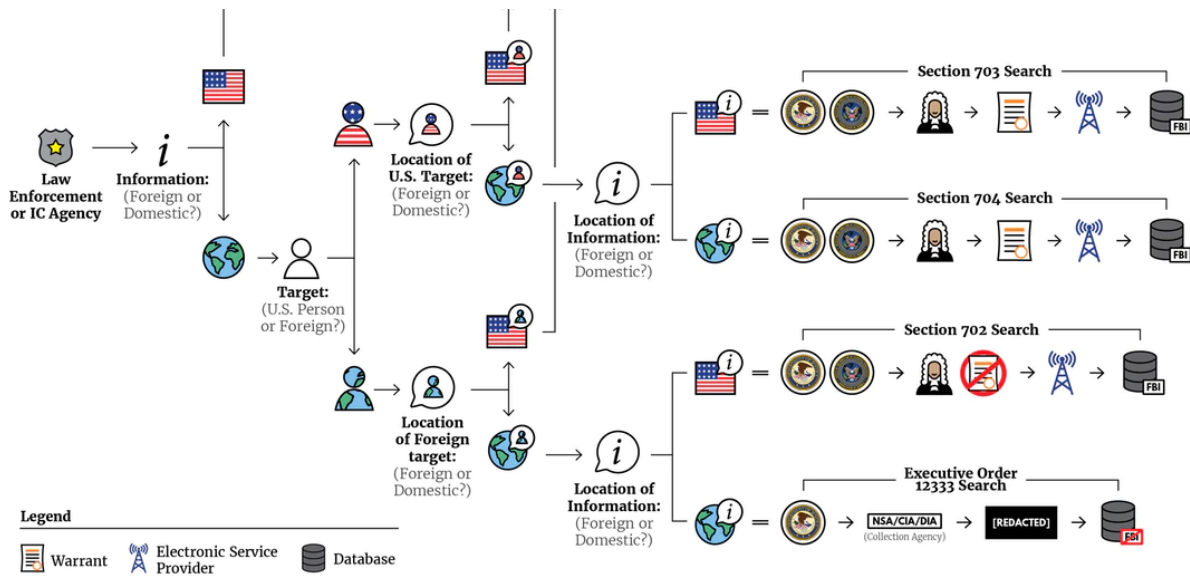 Law
Enforcement
or IC Agency
i
Information:
(Foreign or
Domestic?)
Target:
(U.S. Person
or Foreign?)
Location of
U.S. Target:
(Foreign or
Domestic?)
Location
of Foreign
target:
(Foreign or
Domestic?)
i
Location of
Information:
(Foreign or
Domestic?)
i
Location of
Information:
(Foreign or
Domestic?)
Section 703 Search
i
=
FBI
Section 704 Search
i
=
FBI
Section 702 Search
i
=
FBI
Executive Order
12333 Search
i
=
NSA/CIA/DIA
(Collection Agency)
[REDACTED]
FBI
Legend
Warrant
Electronic Service
Provider
Database